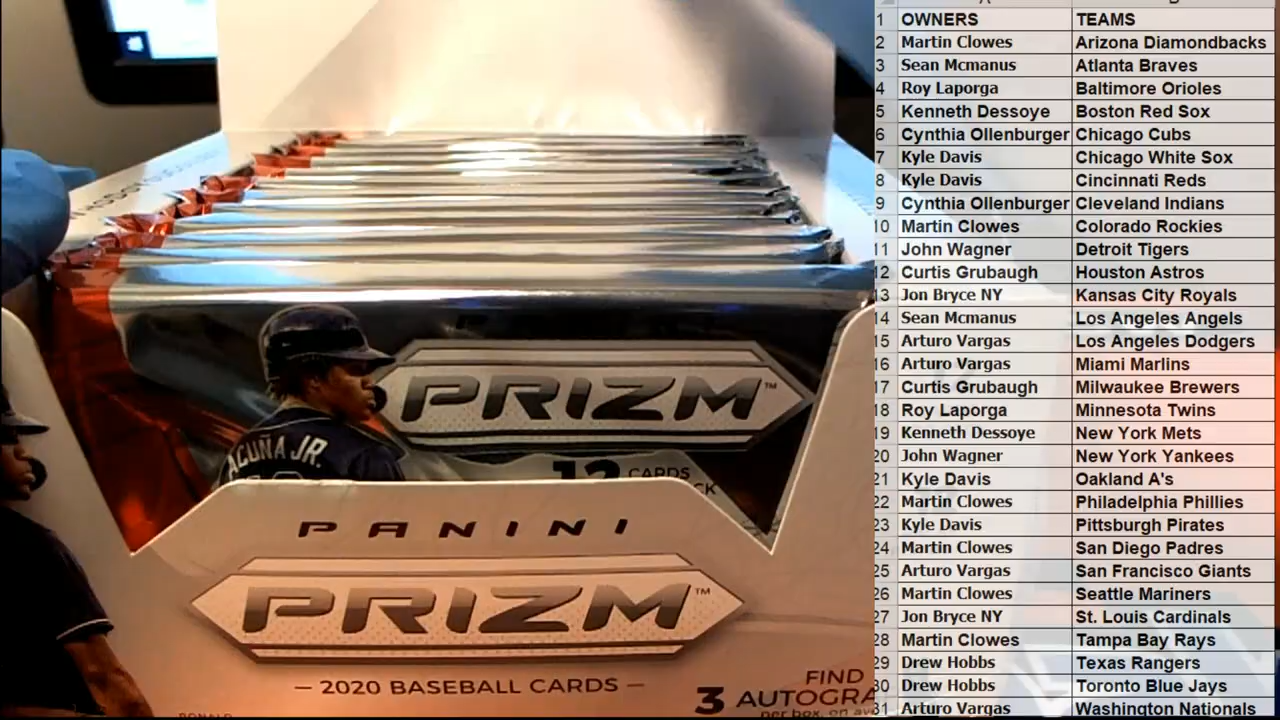 ACUÑA JR.
PRIZM™
12 CARDS
PANINI
PRIZM™
— 2020 BASEBALL CARDS —
FIND
3 AUTOGRA
per box, on av
1 OWNERS TEAMS
2 Martin Clowes Arizona Diamondbacks
3 Sean Mcmanus Atlanta Braves
4 Roy Laporga Baltimore Orioles
5 Kenneth Dessoye Boston Red Sox
6 Cynthia Ollenburger Chicago Cubs
7 Kyle Davis Chicago White Sox
8 Kyle Davis Cincinnati Reds
9 Cynthia Ollenburger Cleveland Indians
10 Martin Clowes Colorado Rockies
11 John Wagner Detroit Tigers
12 Curtis Grubaugh Houston Astros
13 Jon Bryce NY Kansas City Royals
14 Sean Mcmanus Los Angeles Angels
15 Arturo Vargas Los Angeles Dodgers
16 Arturo Vargas Miami Marlins
17 Curtis Grubaugh Milwaukee Brewers
18 Roy Laporga Minnesota Twins
19 Kenneth Dessoye New York Mets
20 John Wagner New York Yankees
21 Kyle Davis Oakland A's
22 Martin Clowes Philadelphia Phillies
23 Kyle Davis Pittsburgh Pirates
24 Martin Clowes San Diego Padres
25 Arturo Vargas San Francisco Giants
26 Martin Clowes Seattle Mariners
27 Jon Bryce NY St. Louis Cardinals
28 Martin Clowes Tampa Bay Rays
29 Drew Hobbs Texas Rangers
30 Drew Hobbs Toronto Blue Jays
31 Arturo Vargas Washington Nationals